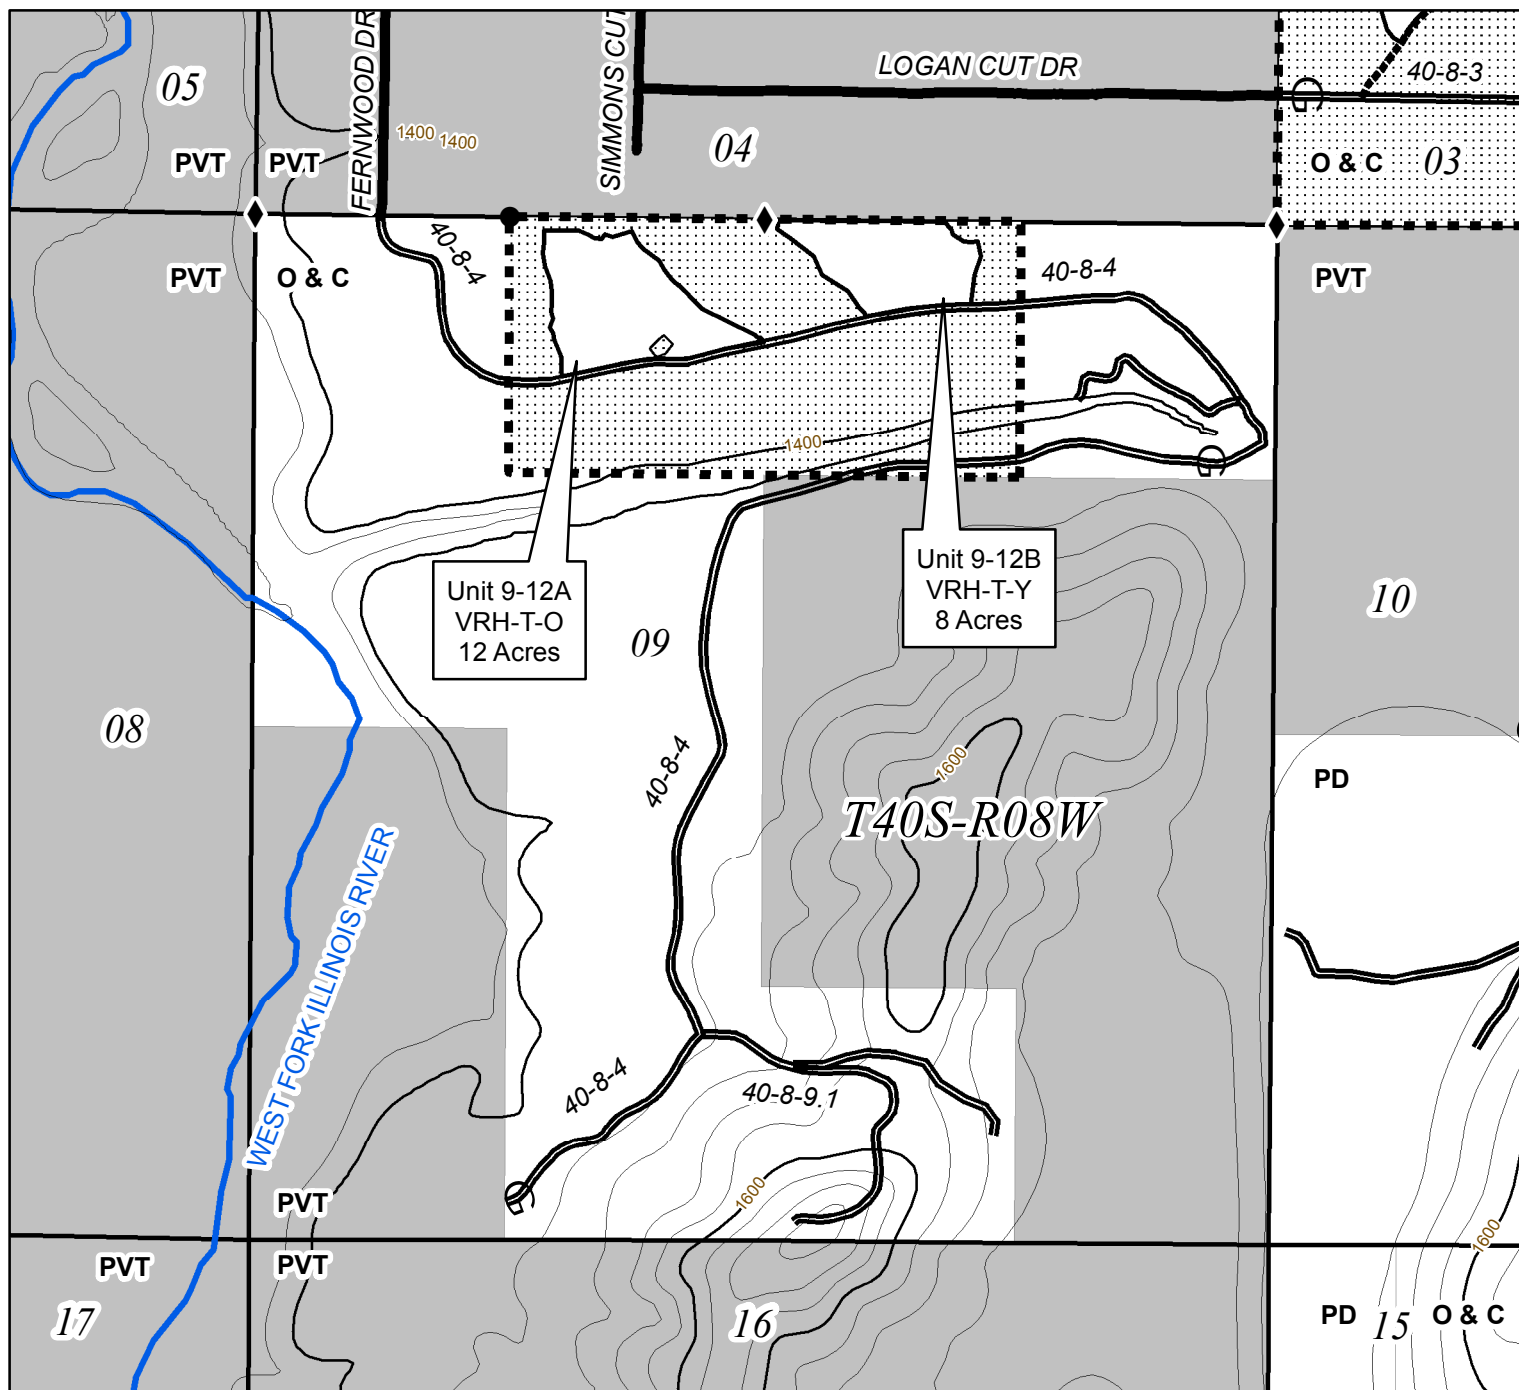 05
FERNWOOD DR
SIMMONS CUT
LOGAN CUT DR
40-8-3
1400
1400
04
PVT
PVT
O & C
03
40-8-4
PVT
O & C
40-8-4
PVT
1400
Unit 9-12A
VRH-T-O
12 Acres
Unit 9-12B
VRH-T-Y
8 Acres
09
10
08
40-8-4
1600
PD
T40S-R08W
WEST FORK ILLINOIS RIVER
40-8-4
40-8-9.1
PVT
1600
1600
PVT
PVT
17
16
PD
15
O & C